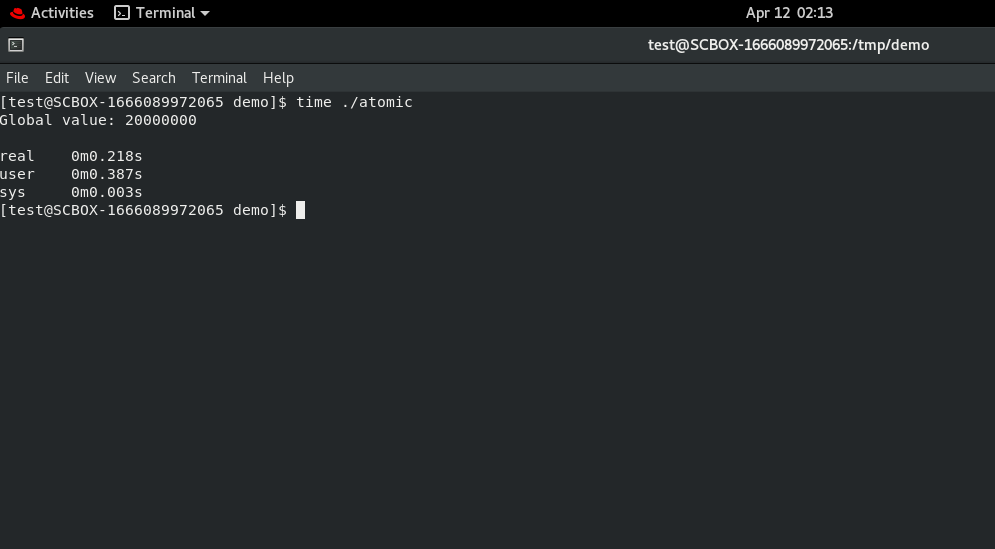 Activities Terminal Apr 12 02:13
test@SCBOX-1666089972065:/tmp/demo
File Edit View Search Terminal Help
[test@SCBOX-1666089972065 demo]$ time ./atomic
Global value: 20000000
real 0m0.218s
user 0m0.387s
sys 0m0.003s
[test@SCBOX-1666089972065 demo]$